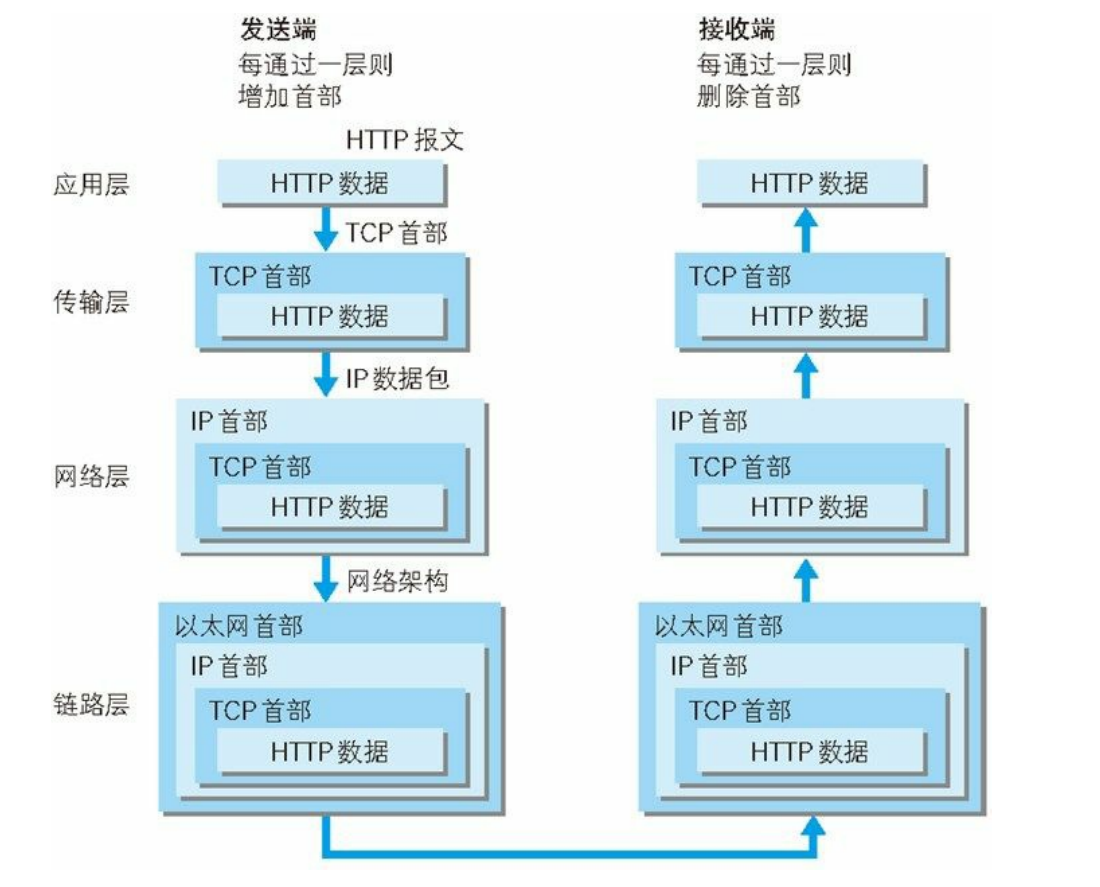 发送端
每通过一层则
增加首部
接收端
每通过一层则
删除首部
HTTP 报文
应用层
HTTP 数据
HTTP 数据
TCP 首部
传输层
TCP 首部
HTTP 数据
TCP 首部
HTTP 数据
IP 数据包
网络层
IP 首部
TCP 首部
HTTP 数据
IP 首部
TCP 首部
HTTP 数据
网络架构
链路层
以太网首部
IP 首部
TCP 首部
HTTP 数据
以太网首部
IP 首部
TCP 首部
HTTP 数据